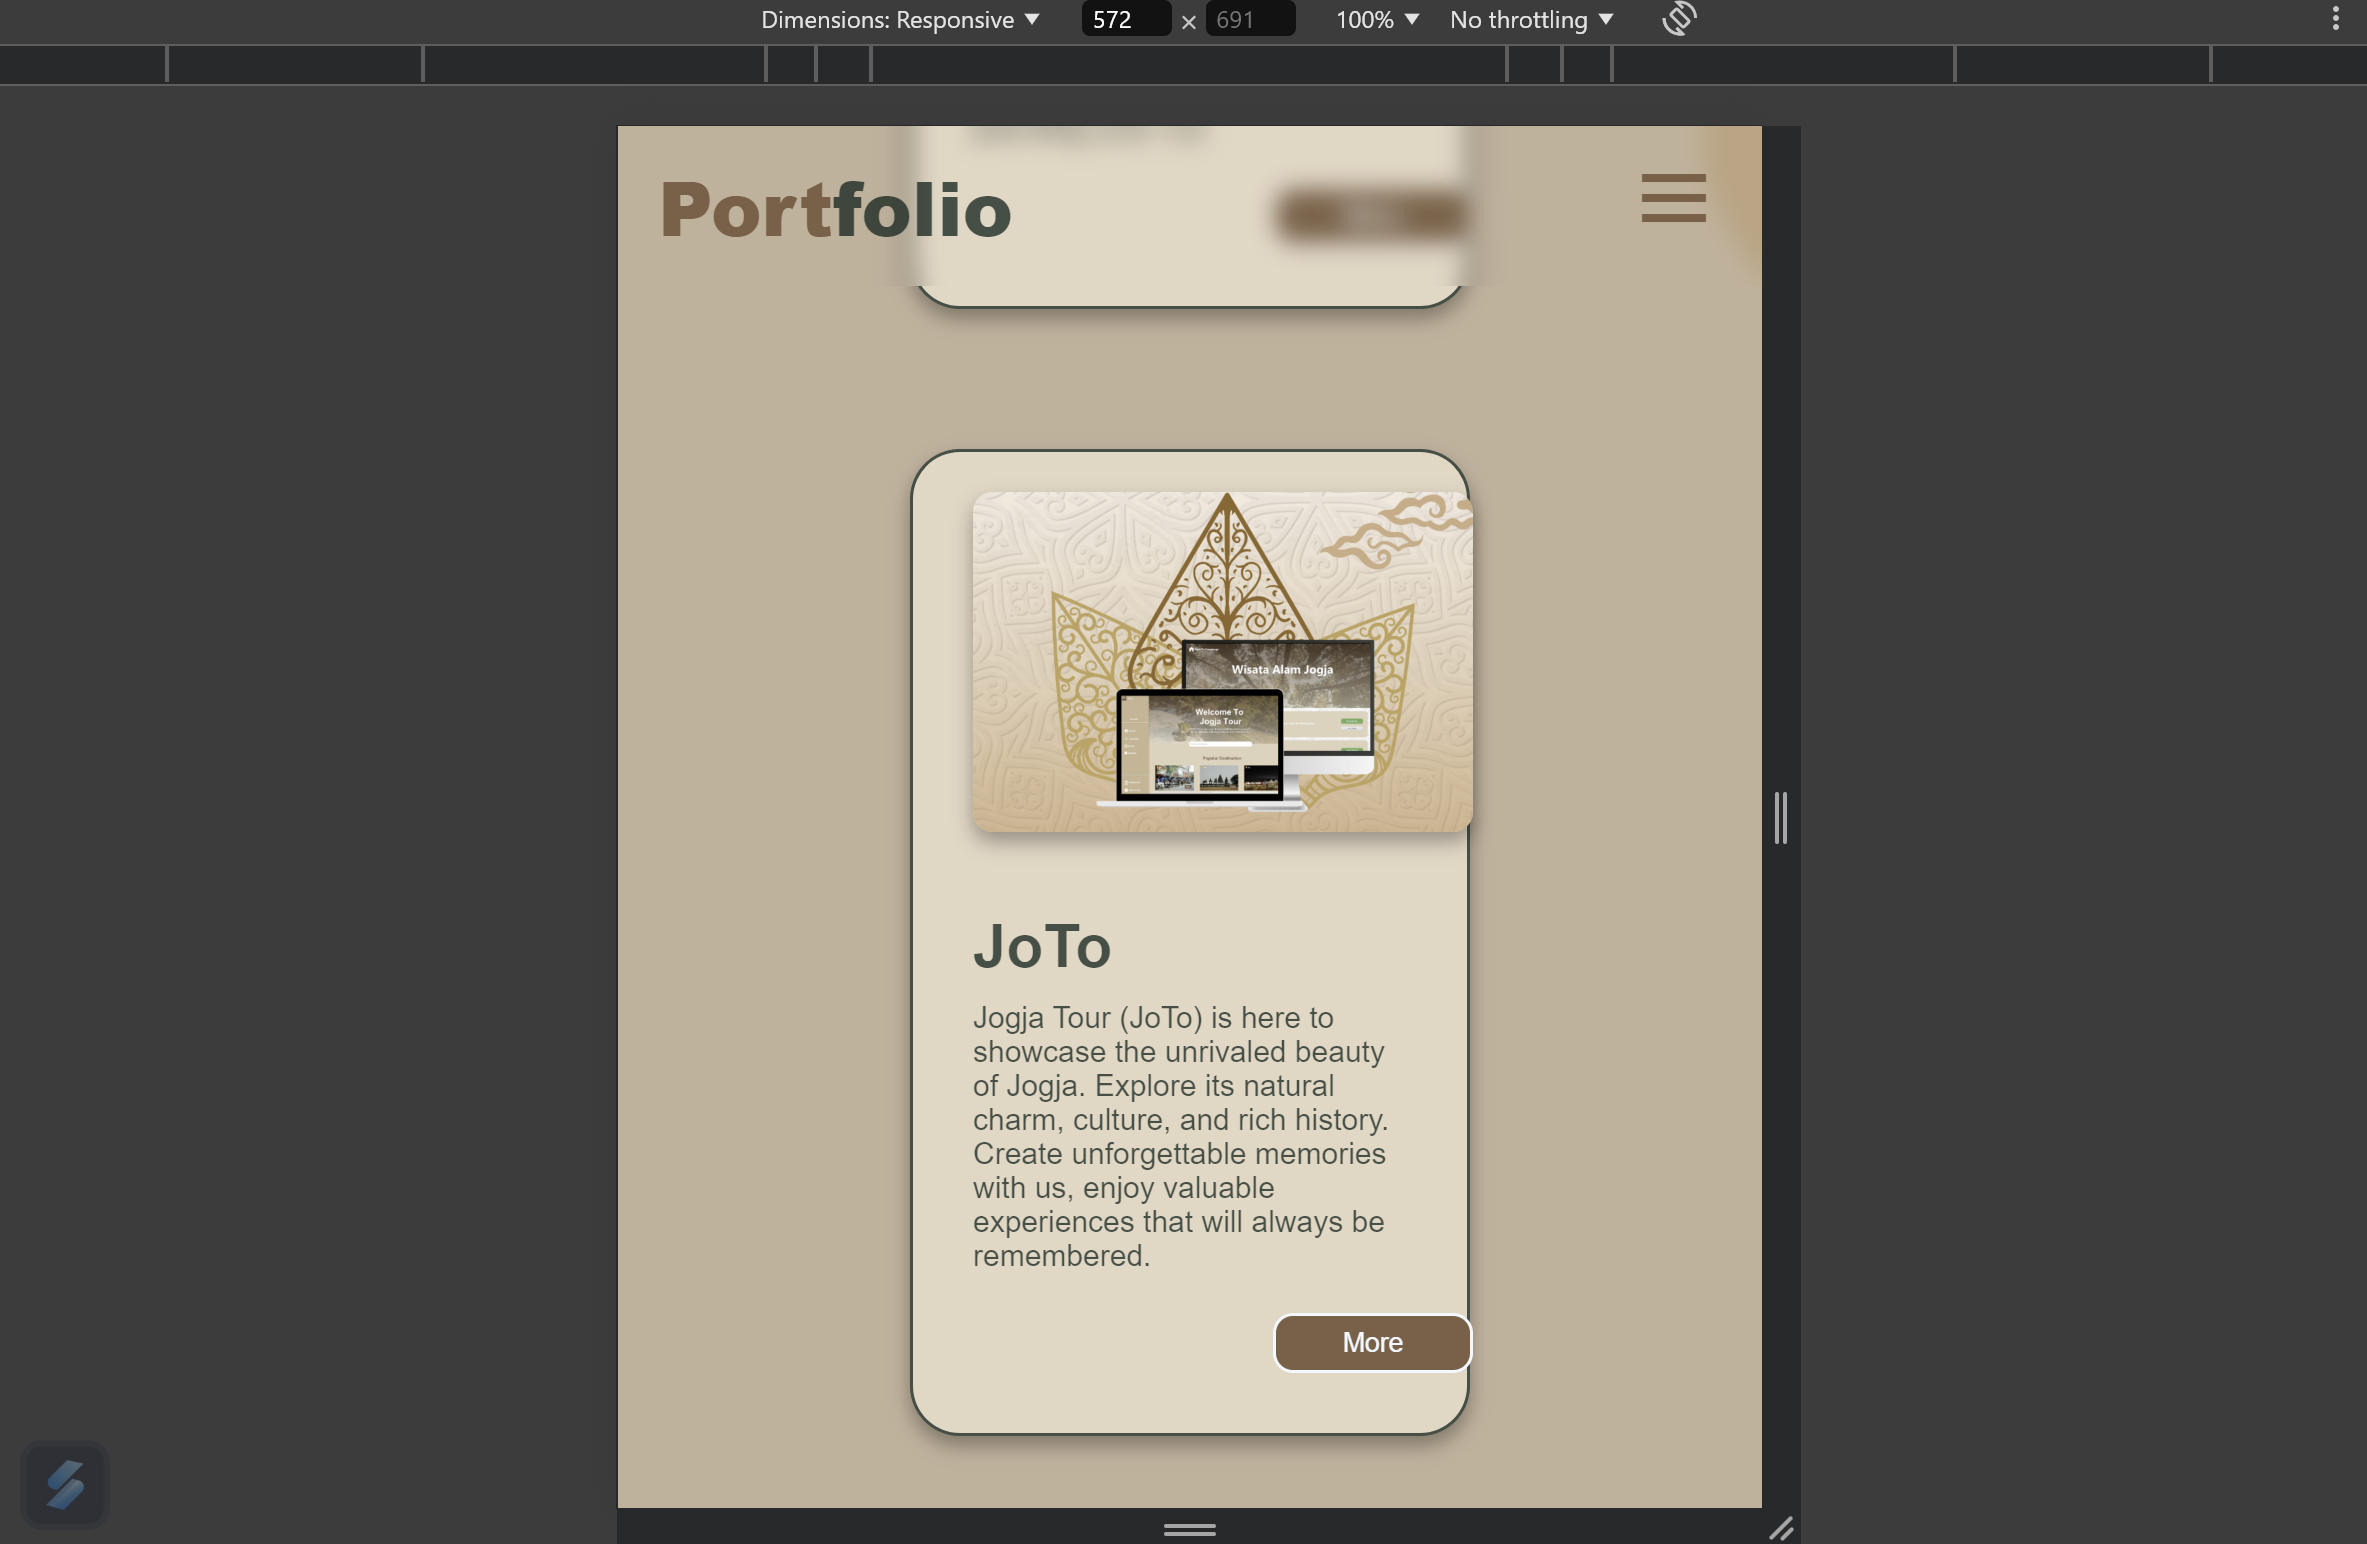 Dimensions: Responsive 572 × 691 100% No throttling
Portfolio
Wisata Alam Jogja
Welcome To
Jogja Tour
Popular Destination
JoTo
Jogja Tour (JoTo) is here to
showcase the unrivaled beauty
of Jogja. Explore its natural
charm, culture, and rich history.
Create unforgettable memories
with us, enjoy valuable
experiences that will always be
remembered.
More